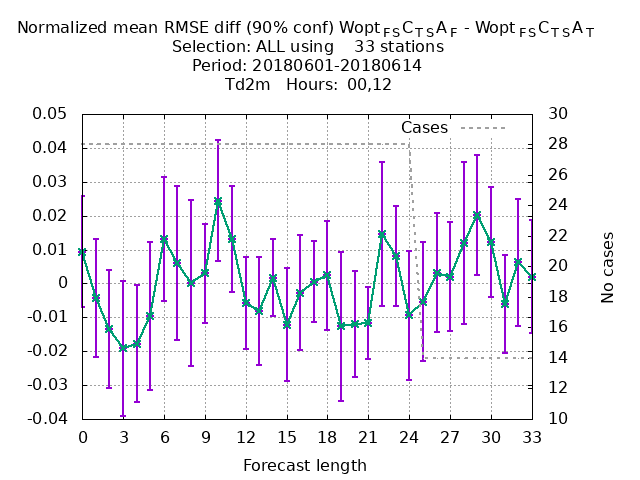 Normalized mean RMSE diff (90% conf) Wopt FS C TS A F - Wopt FS C TS A T
Selection: ALL using 33 stations
Period: 20180601-20180614
Td2m Hours: 00,12
Cases
0.05
0.04
0.03
0.02
0.01
0
-0.01
-0.02
-0.03
-0.04
30
28
26
24
22
20
18
16
14
12
10
No cases
0 3 6 9 12 15 18 21 24 27 30 33
Forecast length